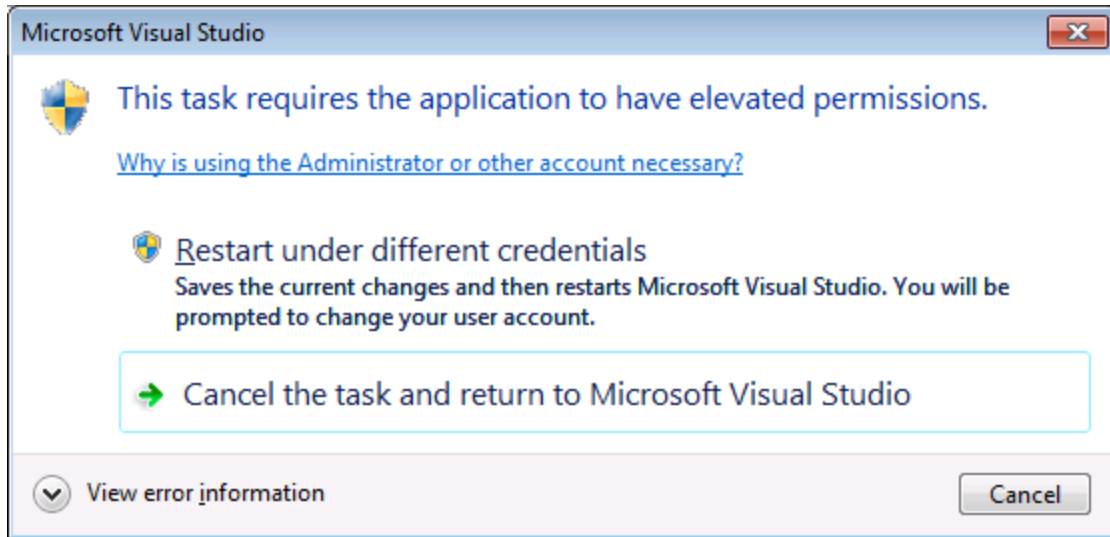 Microsoft Visual Studio
This task requires the application to have elevated permissions.
Why is using the Administrator or other account necessary?
Restart under different credentials
Saves the current changes and then restarts Microsoft Visual Studio. You will be
prompted to change your user account.
Cancel the task and return to Microsoft Visual Studio
View error information
Cancel